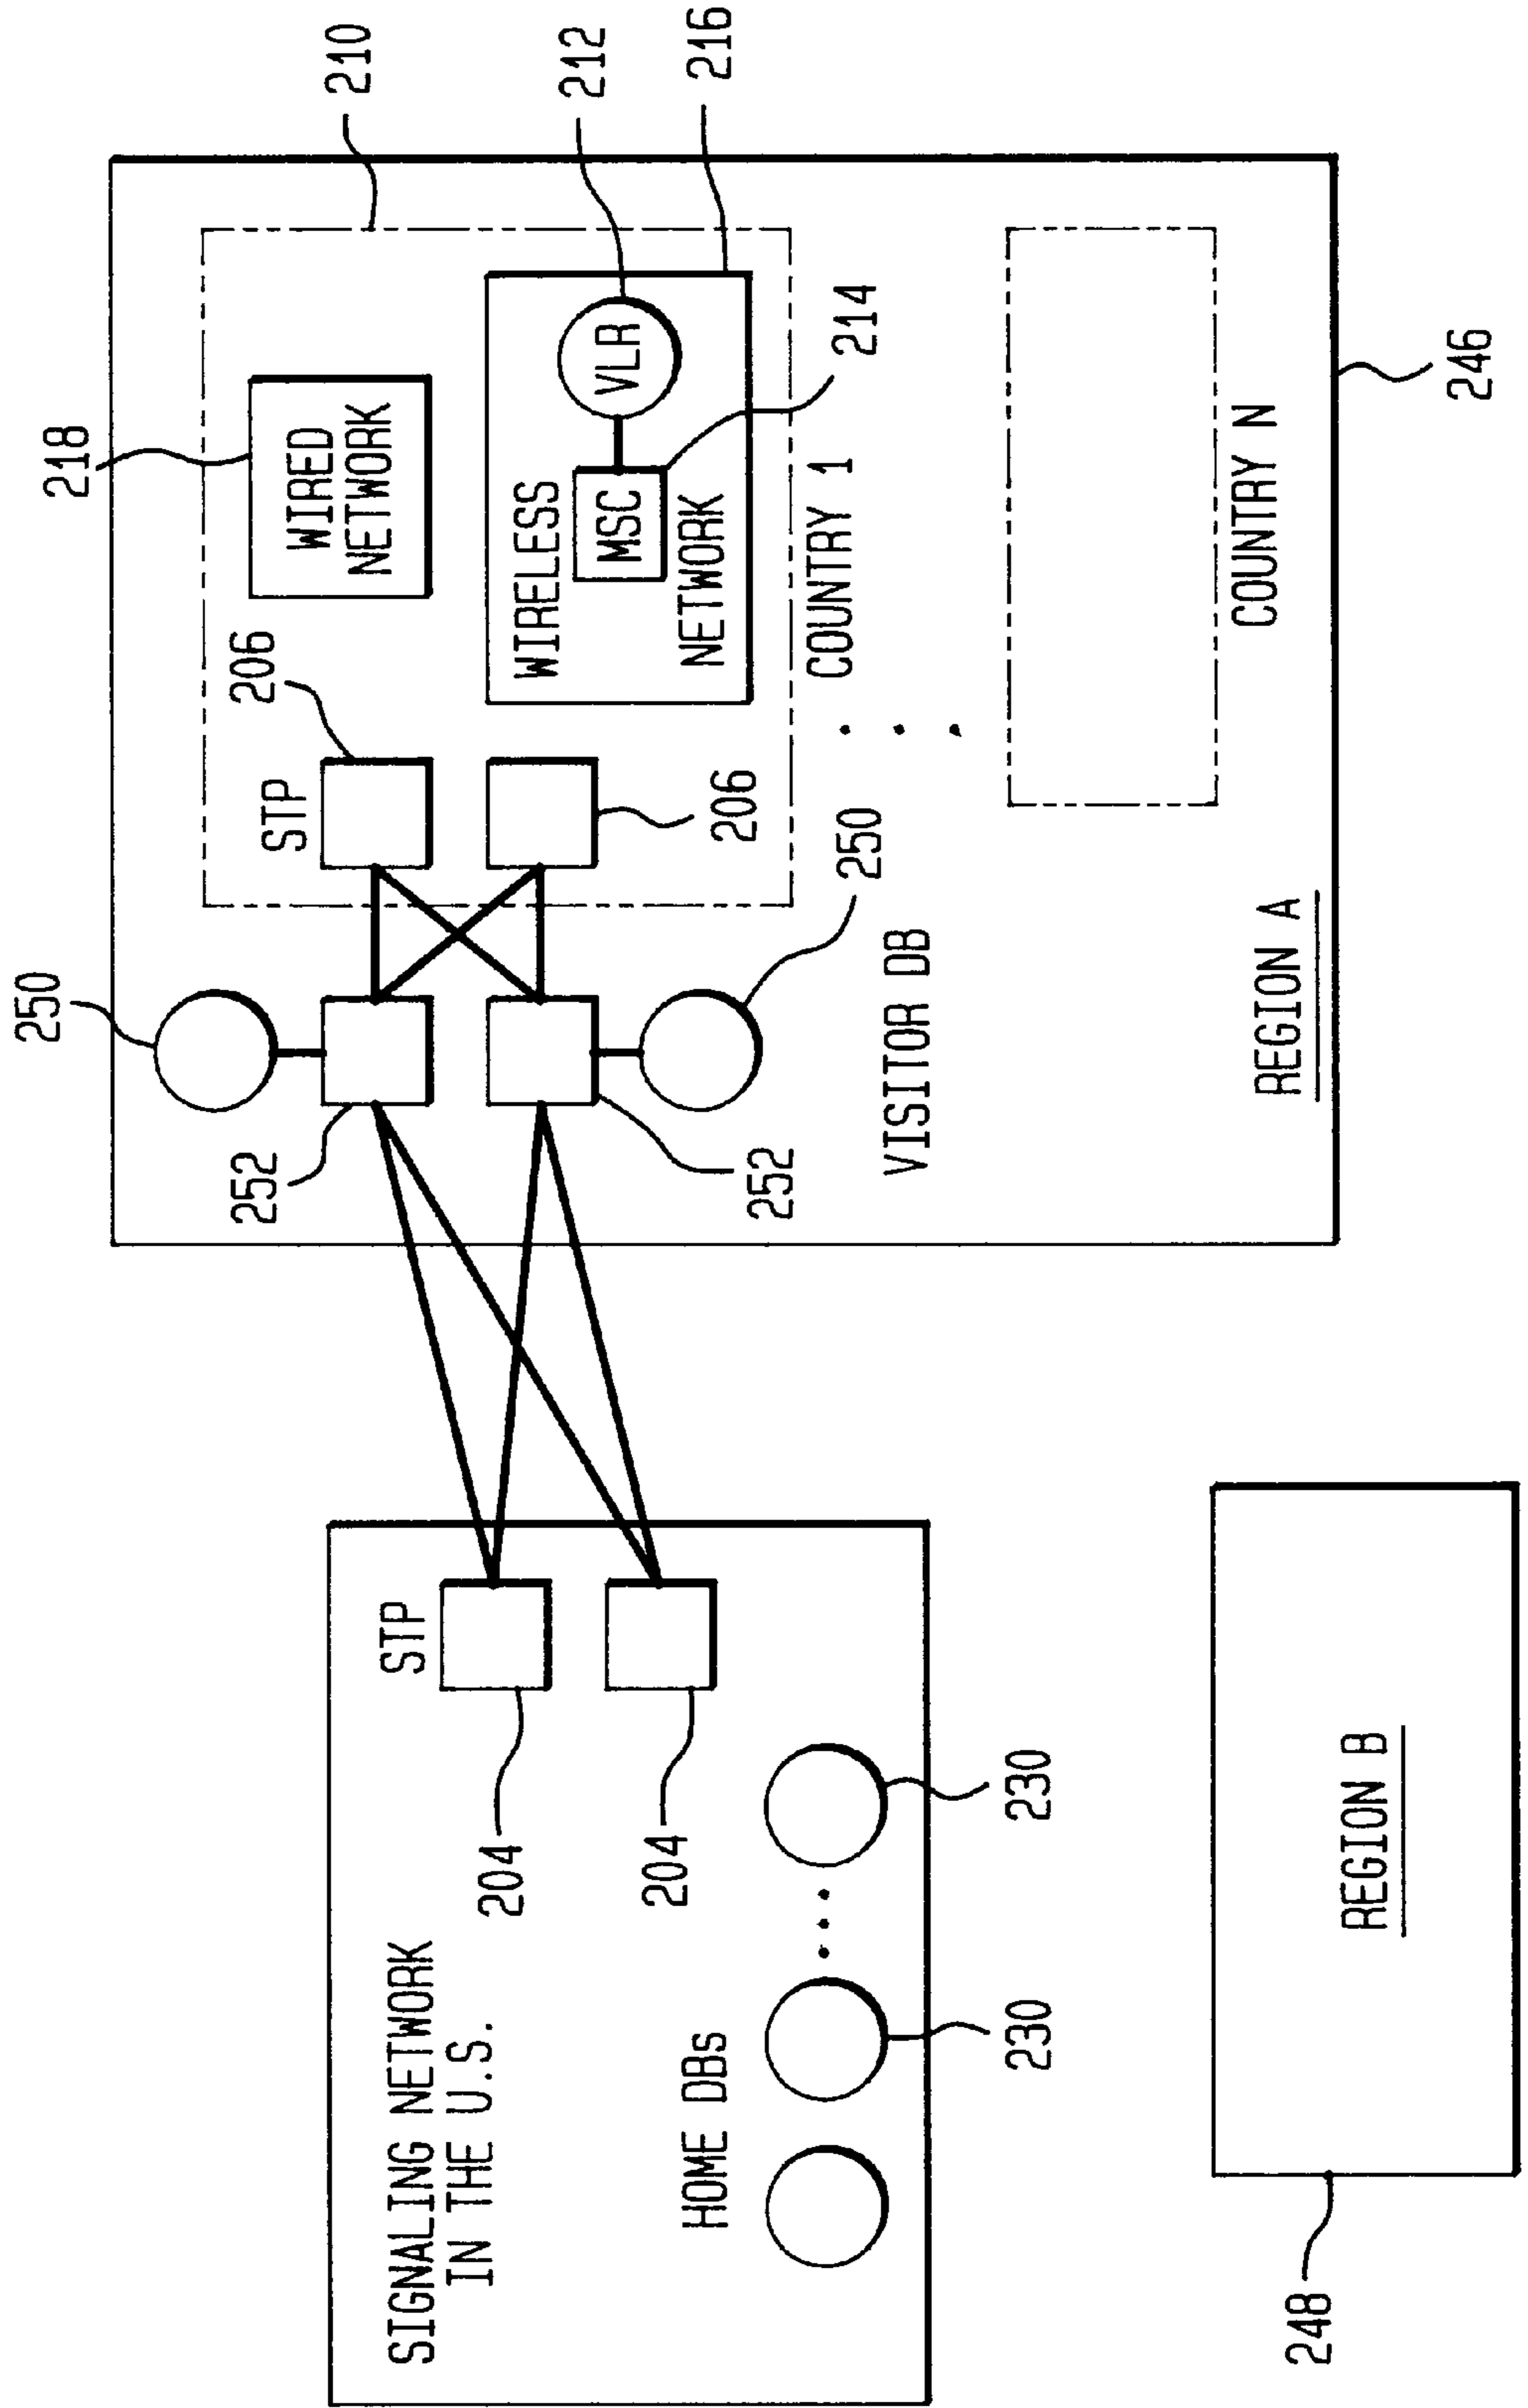 SIGNALING NETWORK
IN THE U.S.
STP
204
204
HOME DBs
230
230
REGION B
248
250
252
252
250
VISITOR DB
STP
206
206
218
WIRED
NETWORK
WIRELESS
MSC
VLR
NETWORK
210
212
216
214
COUNTRY 1
COUNTRY N
REGION A
246